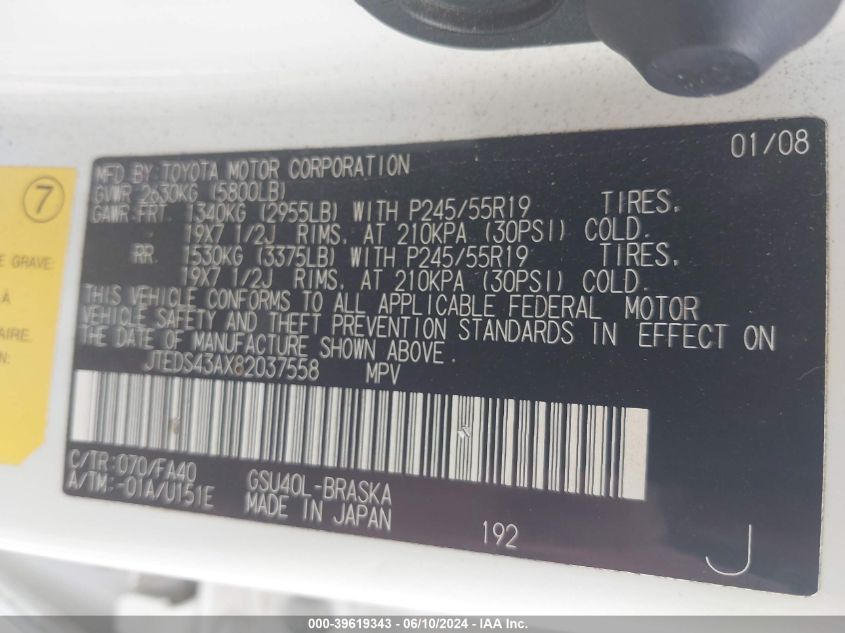 01/08
MFD BY: TOYOTA MOTOR CORPORATION
GVWR 2630KG (5800LB)
GAWR FRT. 1340KG (2955LB) WITH P245/55R19 TIRES,
19X7 1/2J RIMS, AT 210KPA (30PSI) COLD.
RR. 1530KG (3375LB) WITH P245/55R19 TIRES,
19X7 1/2J RIMS, AT 210KPA (30PSI) COLD.
THIS VEHICLE CONFORMS TO ALL APPLICABLE FEDERAL MOTOR
VEHICLE SAFETY AND THEFT PREVENTION STANDARDS IN EFFECT ON
THE DATE OF MANUFACTURE SHOWN ABOVE.
JTEDS43AX82037558 MPV
C/TR: 070/FA40 GSU40L-BRASKA
A/TM: -01A/U151E MADE IN JAPAN
192
J
7
E GRAVE:
À
AIRE.
N:
000-39619343 - 06/10/2024 - IAA Inc.